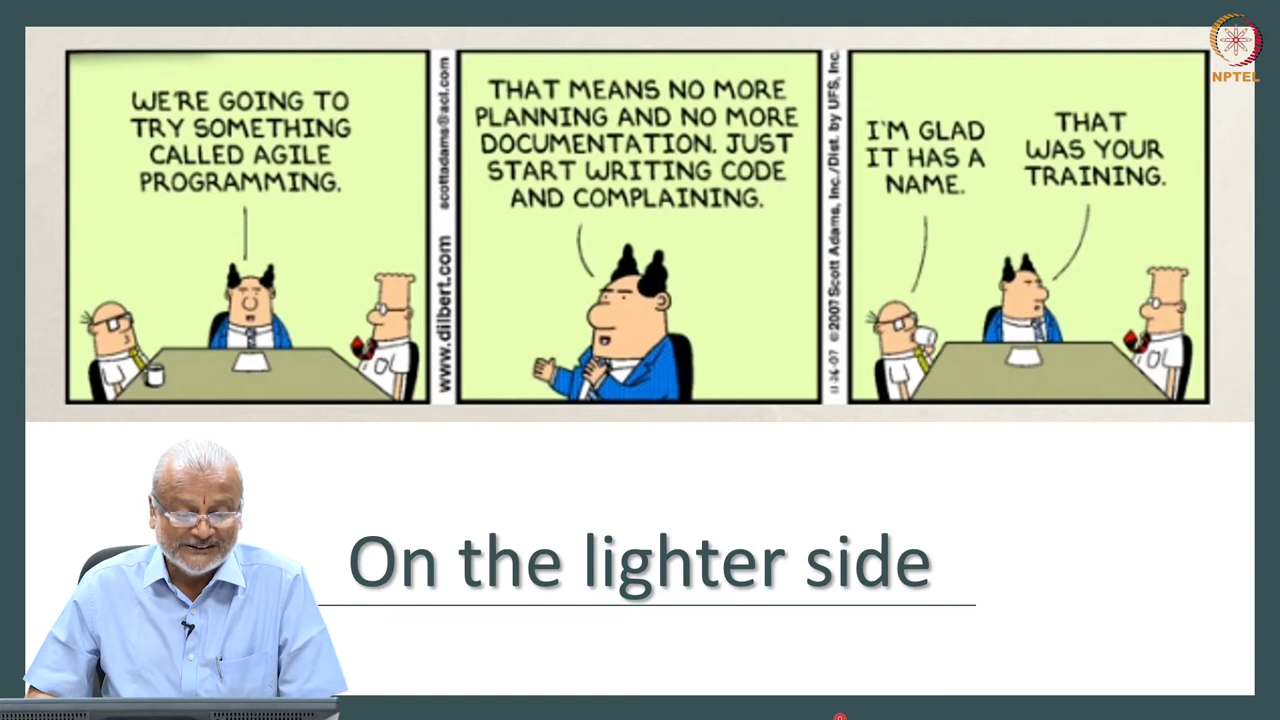 WE'RE GOING TO
TRY SOMETHING
CALLED AGILE
PROGRAMMING.
www.dilbert.com scottadams@aol.com
THAT MEANS NO MORE
PLANNING AND NO MORE
DOCUMENTATION. JUST
START WRITING CODE
AND COMPLAINING.
©2007 Scott Adams, Inc./Dist. by UFS, Inc.
I'M GLAD
IT HAS A
NAME.
THAT
WAS YOUR
TRAINING.
NPTEL
On the lighter side